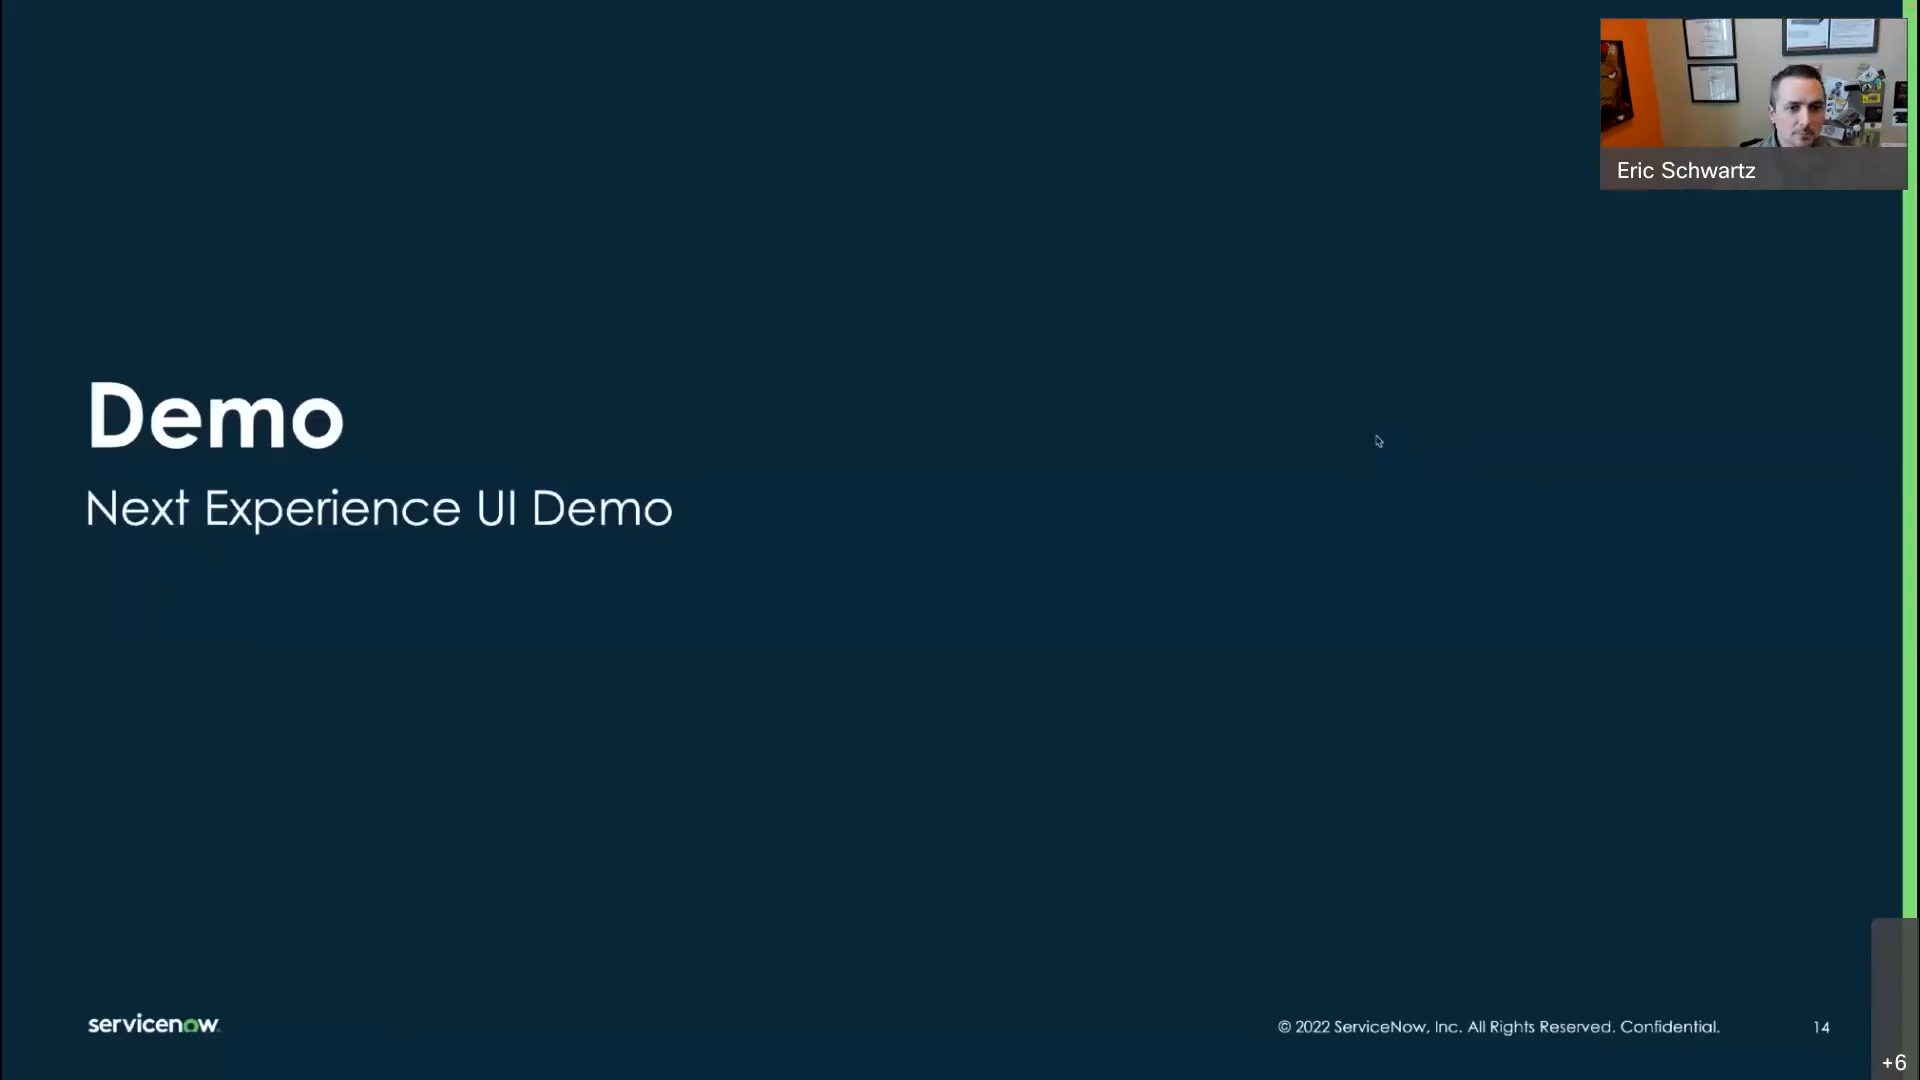 Eric Schwartz
Demo
Next Experience UI Demo
servicenow
© 2022 ServiceNow, Inc. All Rights Reserved. Confidential.
14
+6